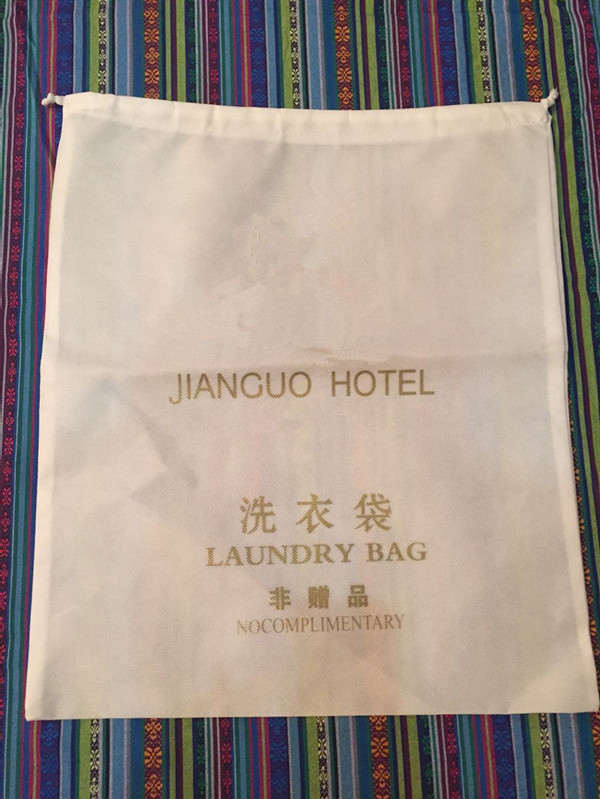 JIANGUO HOTEL
洗衣袋
LAUNDRY BAG
非赠品
NOCOMPLIMENTARY